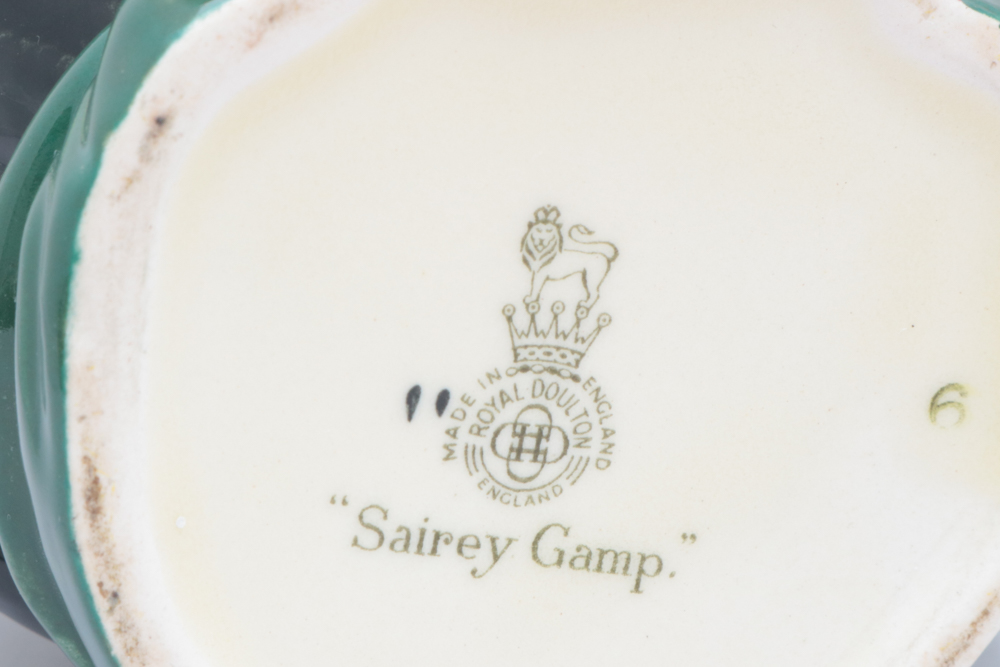 MADE IN ENGLAND
ROYAL DOULTON
ENGLAND
"Sairey Gamp."
6